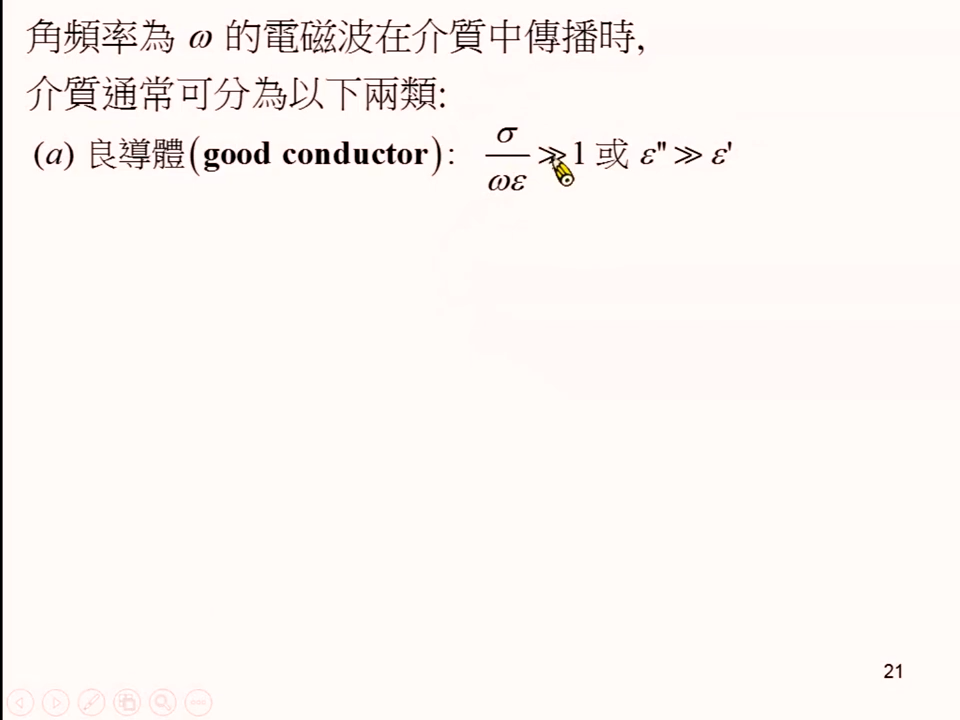 角頻率為 ω 的電磁波在介質中傳播時,
介質通常可分為以下兩類:
(a) 良導體(good conductor): σ/ωε ≫1 或 ε" ≫ ε'
21